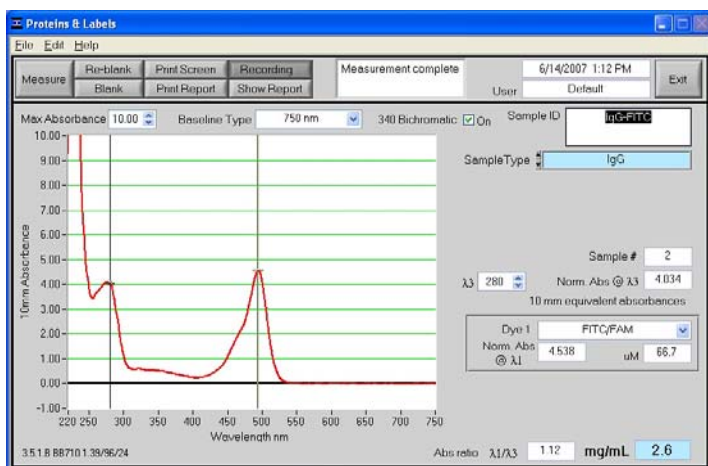 Proteins & Labels
File Edit Help
Measure
Re-blank Print Screen Recording
Blank Print Report Show Report
Measurement complete
6/14/2007 1:12 PM
User Default
Exit
Max Absorbance 10.00 Baseline Type 750 nm 340 Bichromatic On Sample ID IgG-FITC
Sample Type IgG
10.00
9.00
8.00
7.00
6.00
5.00
4.00
3.00
2.00
1.00
0.00
-1.00
10mm Absorbance
220 250 300 350 400 450 500 550 600 650 700 750
Wavelength nm
Sample # 2
λ3 280 Norm. Abs @ λ3 4.034
10 mm equivalent absorbances
Dye 1 FITC/FAM
Norm. Abs @ λ1 4.538 uM 66.7
3.5.1.B BB710 1.39/96/24
Abs ratio λ1/λ3 1.12 mg/mL 2.6